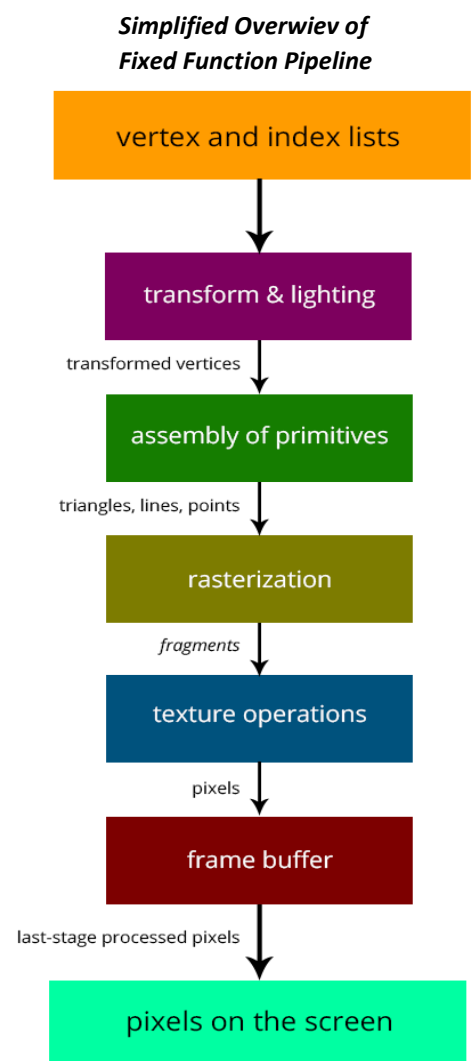 Simplified Overwiev of
Fixed Function Pipeline
vertex and index lists
transform & lighting
transformed vertices
assembly of primitives
triangles, lines, points
rasterization
fragments
texture operations
pixels
frame buffer
last-stage processed pixels
pixels on the screen